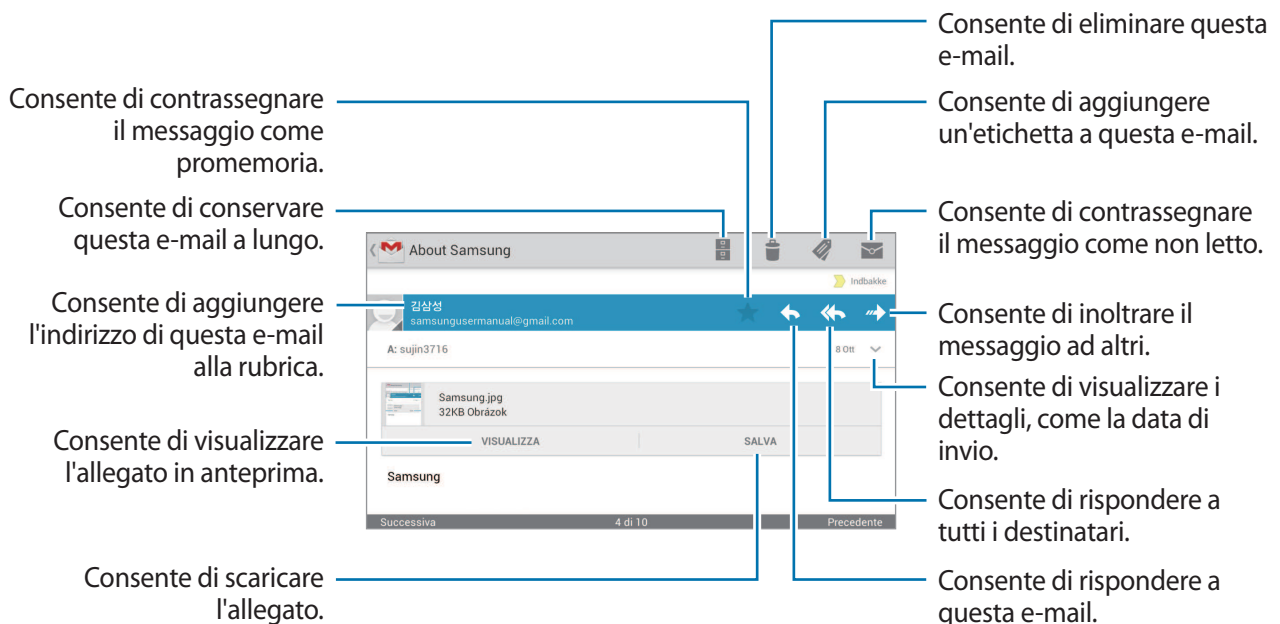 Consente di contrassegnare
il messaggio come
promemoria.
Consente di conservare
questa e-mail a lungo.
Consente di aggiungere
l'indirizzo di questa e-mail
alla rubrica.
Consente di visualizzare
l'allegato in anteprima.
Consente di scaricare
l'allegato.
About Samsung
Indbakke
김삼성
samsungusermanual@gmail.com
A: sujin3716
8 Ott
Samsung.jpg
32KB Obrázok
VISUALIZZA
SALVA
Samsung
Successiva 4 di 10 Precedente
Consente di eliminare questa
e-mail.
Consente di aggiungere
un'etichetta a questa e-mail.
Consente di contrassegnare
il messaggio come non letto.
Consente di inoltrare il
messaggio ad altri.
Consente di visualizzare i
dettagli, come la data di
invio.
Consente di rispondere a
tutti i destinatari.
Consente di rispondere a
questa e-mail.